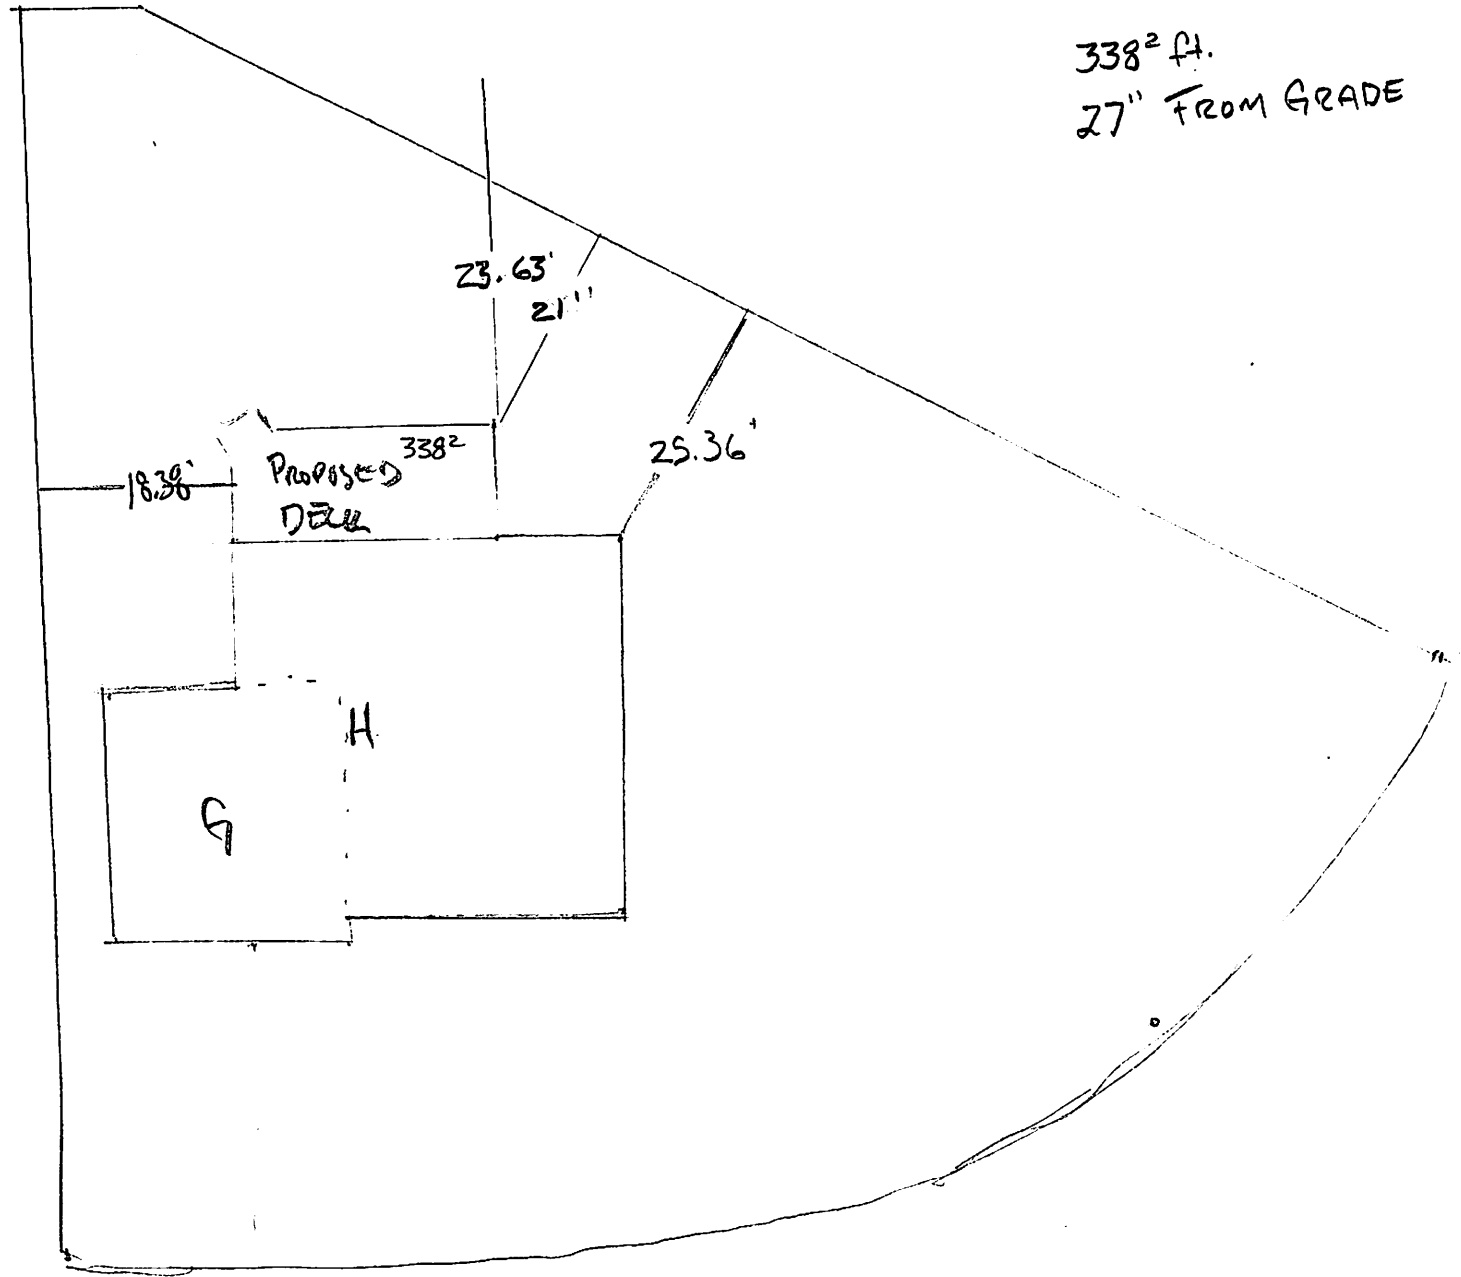 338² ft.
27" FROM GRADE
23.63'
21''
25.36'
338²
18.38'
PROPOSED
DECK
H
G